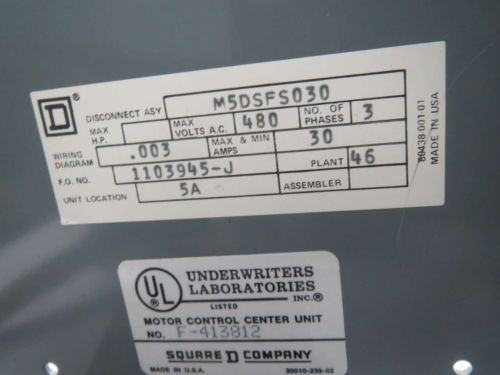 D ®
DISCONNECT ASY M5DSFS030
MAX H.P. MAX VOLTS A.C. 480 NO. OF PHASES 3
WIRING DIAGRAM .003 MAX & MIN AMPS 30
F.O. NO. 1103945-J PLANT 46
UNIT LOCATION 5A ASSEMBLER
80438-001-01
MADE IN USA
UL ® UNDERWRITERS
LABORATORIES
INC.®
LISTED
MOTOR CONTROL CENTER UNIT
NO. F-413812
SQUARE D COMPANY
MADE IN U.S.A. 30010-239-02